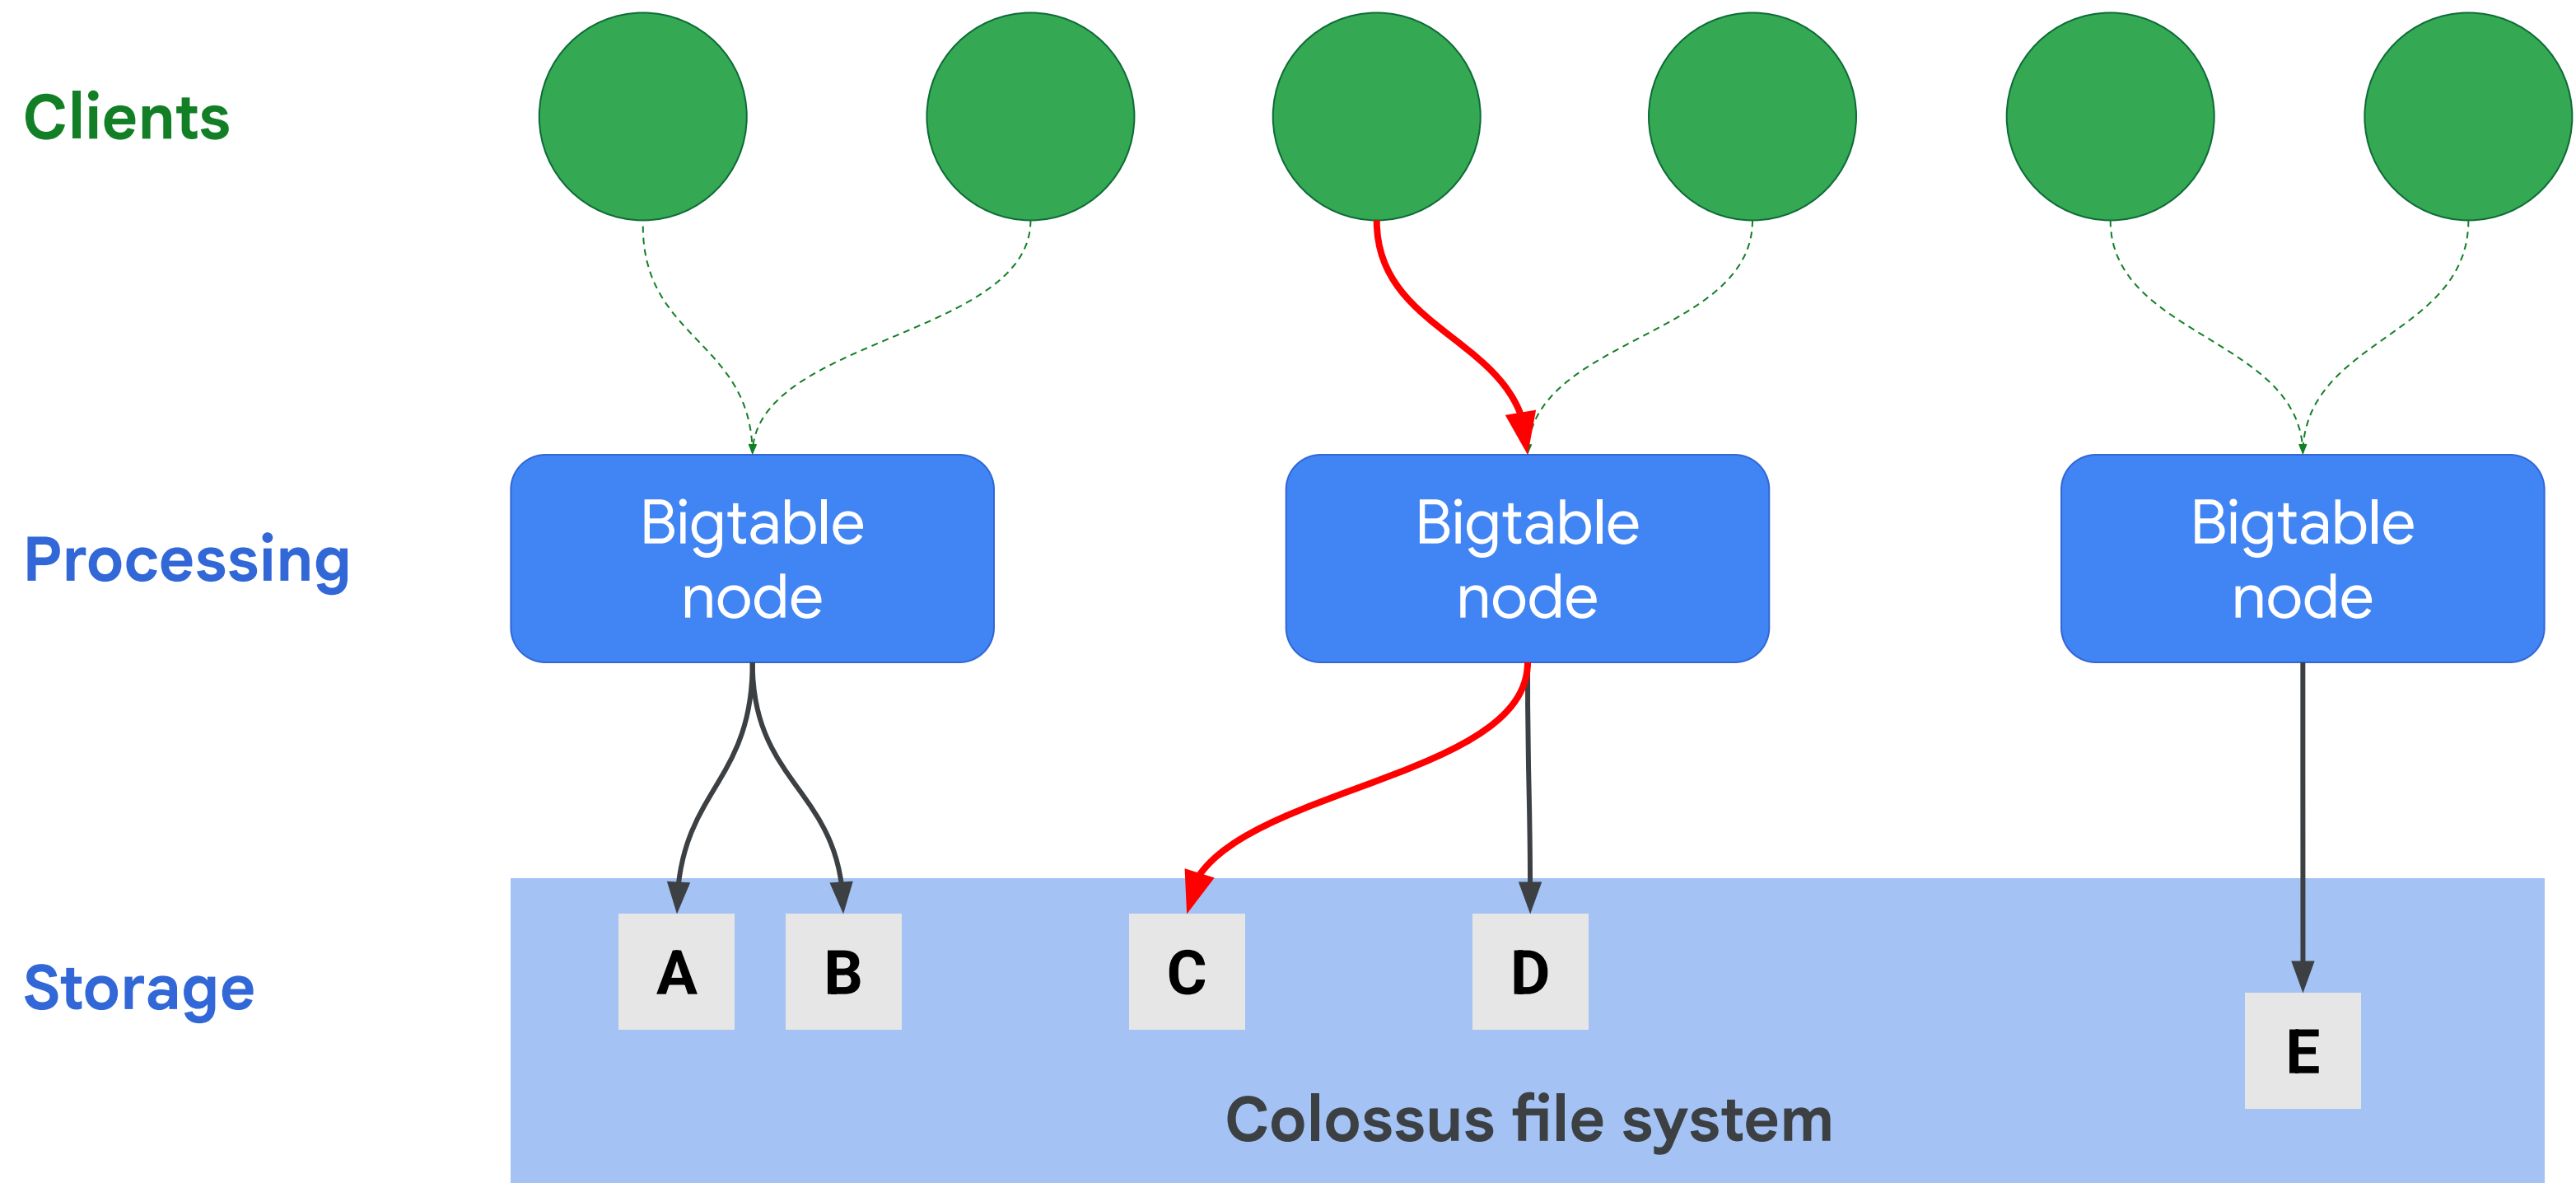 Clients
Processing
Bigtable
node
Bigtable
node
Bigtable
node
Storage
A
B
C
D
E
Colossus file system